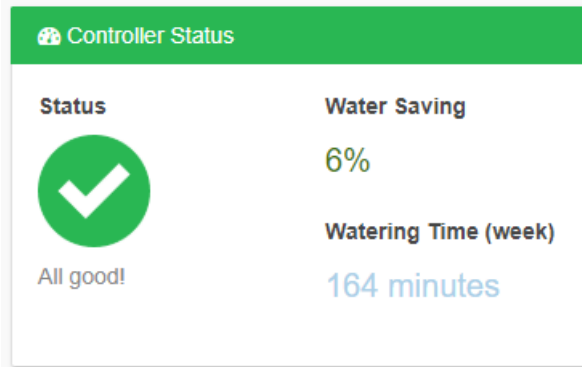 Controller Status
Status
All good!
Water Saving
6%
Watering Time (week)
164 minutes